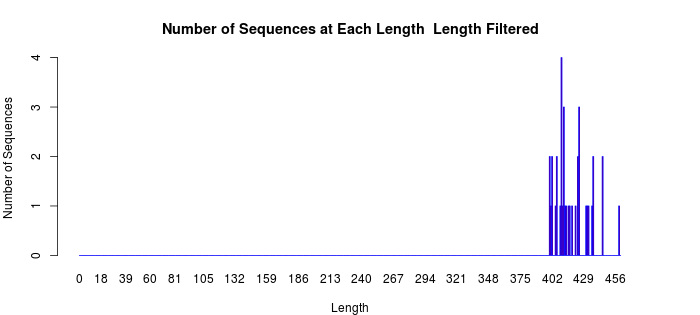 Number of Sequences at Each Length  Length Filtered
Number of Sequences
4
3
2
1
0
0 18 39 60 81 105 132 159 186 213 240 267 294 321 348 375 402 429 456
Length